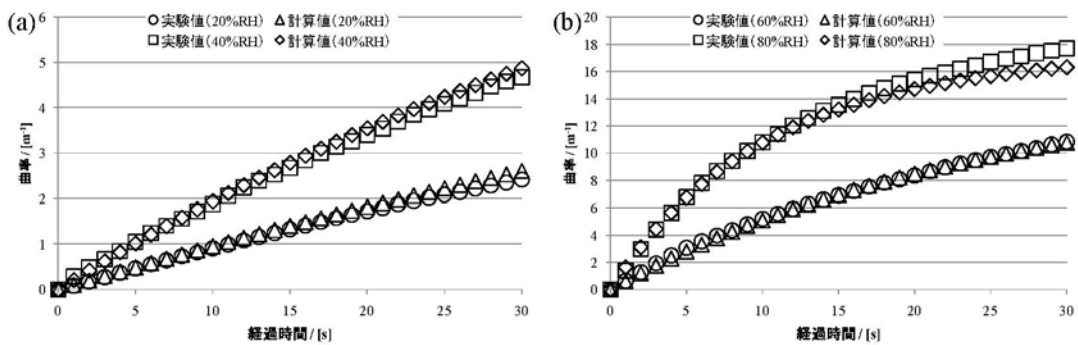 (a)
○実験値(20%RH) △計算値(20%RH)
□実験値(40%RH) ◇計算値(40%RH)
6
5
4
3
2
1
0
曲率 / [m⁻¹]
0 5 10 15 20 25 30
経過時間 / [s]
(b)
○実験値(60%RH) △計算値(60%RH)
□実験値(80%RH) ◇計算値(80%RH)
20
18
16
14
12
10
8
6
4
2
0
曲率 / [m⁻¹]
0 5 10 15 20 25 30
経過時間 / [s]